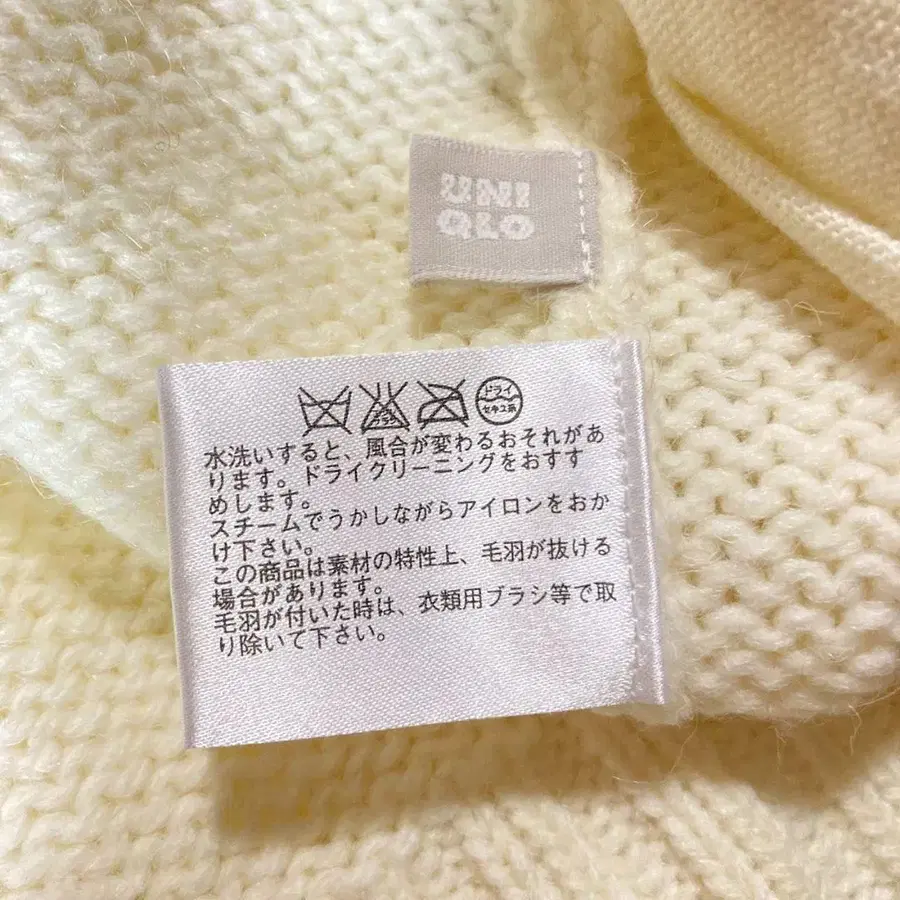 UNI
QLO
エンソサラシ
ドライ
セキユ系
水洗いすると、風合が変わるおそれがあ
ります。ドライクリーニングをおすす
めします。
スチームでうかしながらアイロンをおか
け下さい。
この商品は素材の特性上、毛羽が抜ける
場合があります。
毛羽が付いた時は、衣類用ブラシ等で取
り除いて下さい。